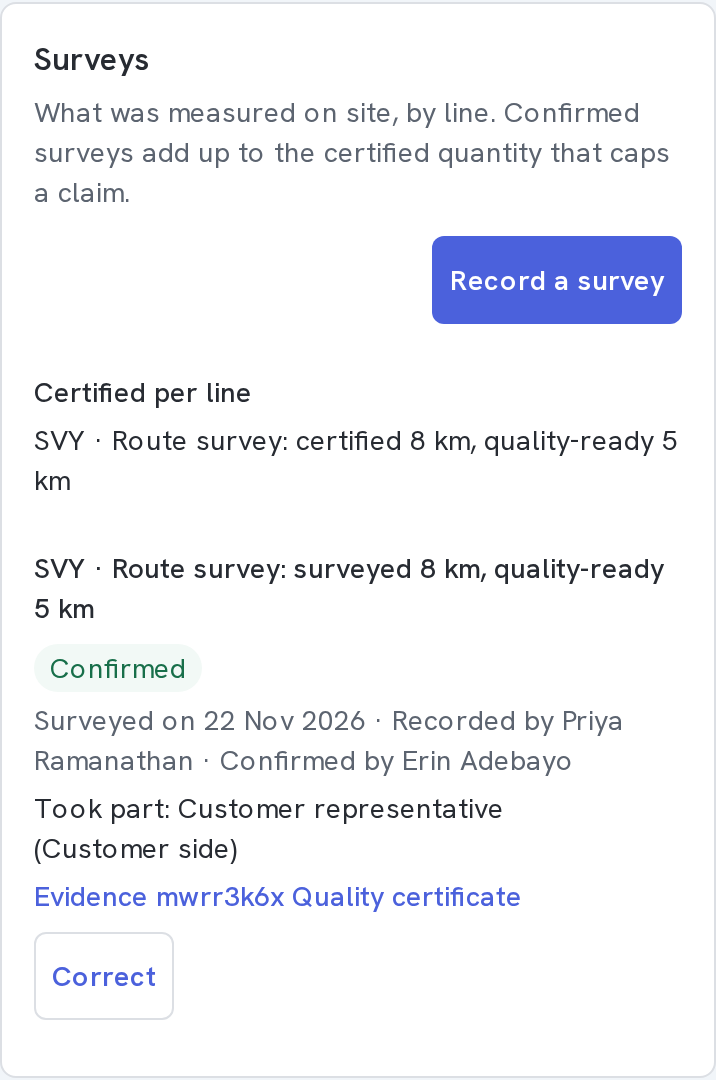 Surveys
What was measured on site, by line. Confirmed
surveys add up to the certified quantity that caps
a claim.
Record a survey
Certified per line
SVY · Route survey: certified 8 km, quality-ready 5
km
SVY · Route survey: surveyed 8 km, quality-ready
5 km
Confirmed
Surveyed on 22 Nov 2026 · Recorded by Priya
Ramanathan · Confirmed by Erin Adebayo
Took part: Customer representative
(Customer side)
Evidence mwrr3k6x Quality certificate
Correct